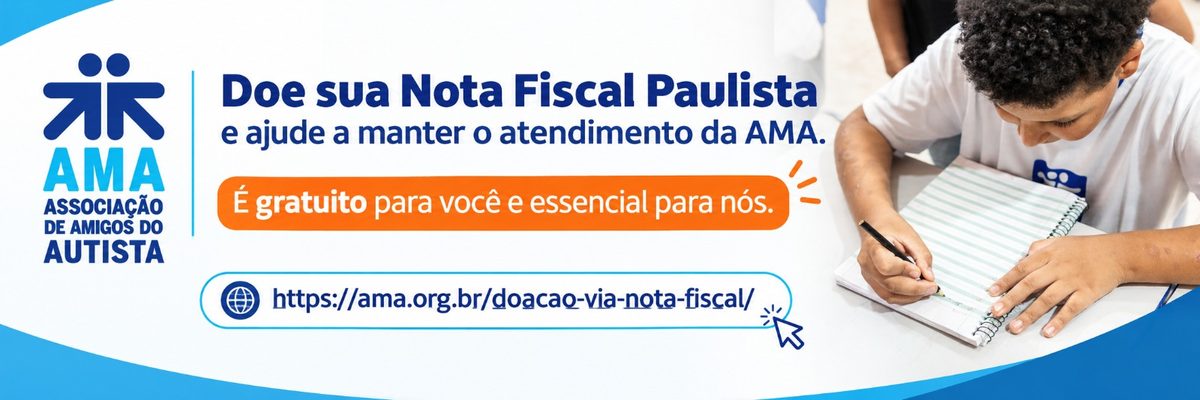 AMA
ASSOCIAÇÃO
DE AMIGOS DO
AUTISTA
Doe sua Nota Fiscal Paulista
e ajude a manter o atendimento da AMA.
É gratuito para você e essencial para nós.
https://ama.org.br/doacao-via-nota-fiscal/